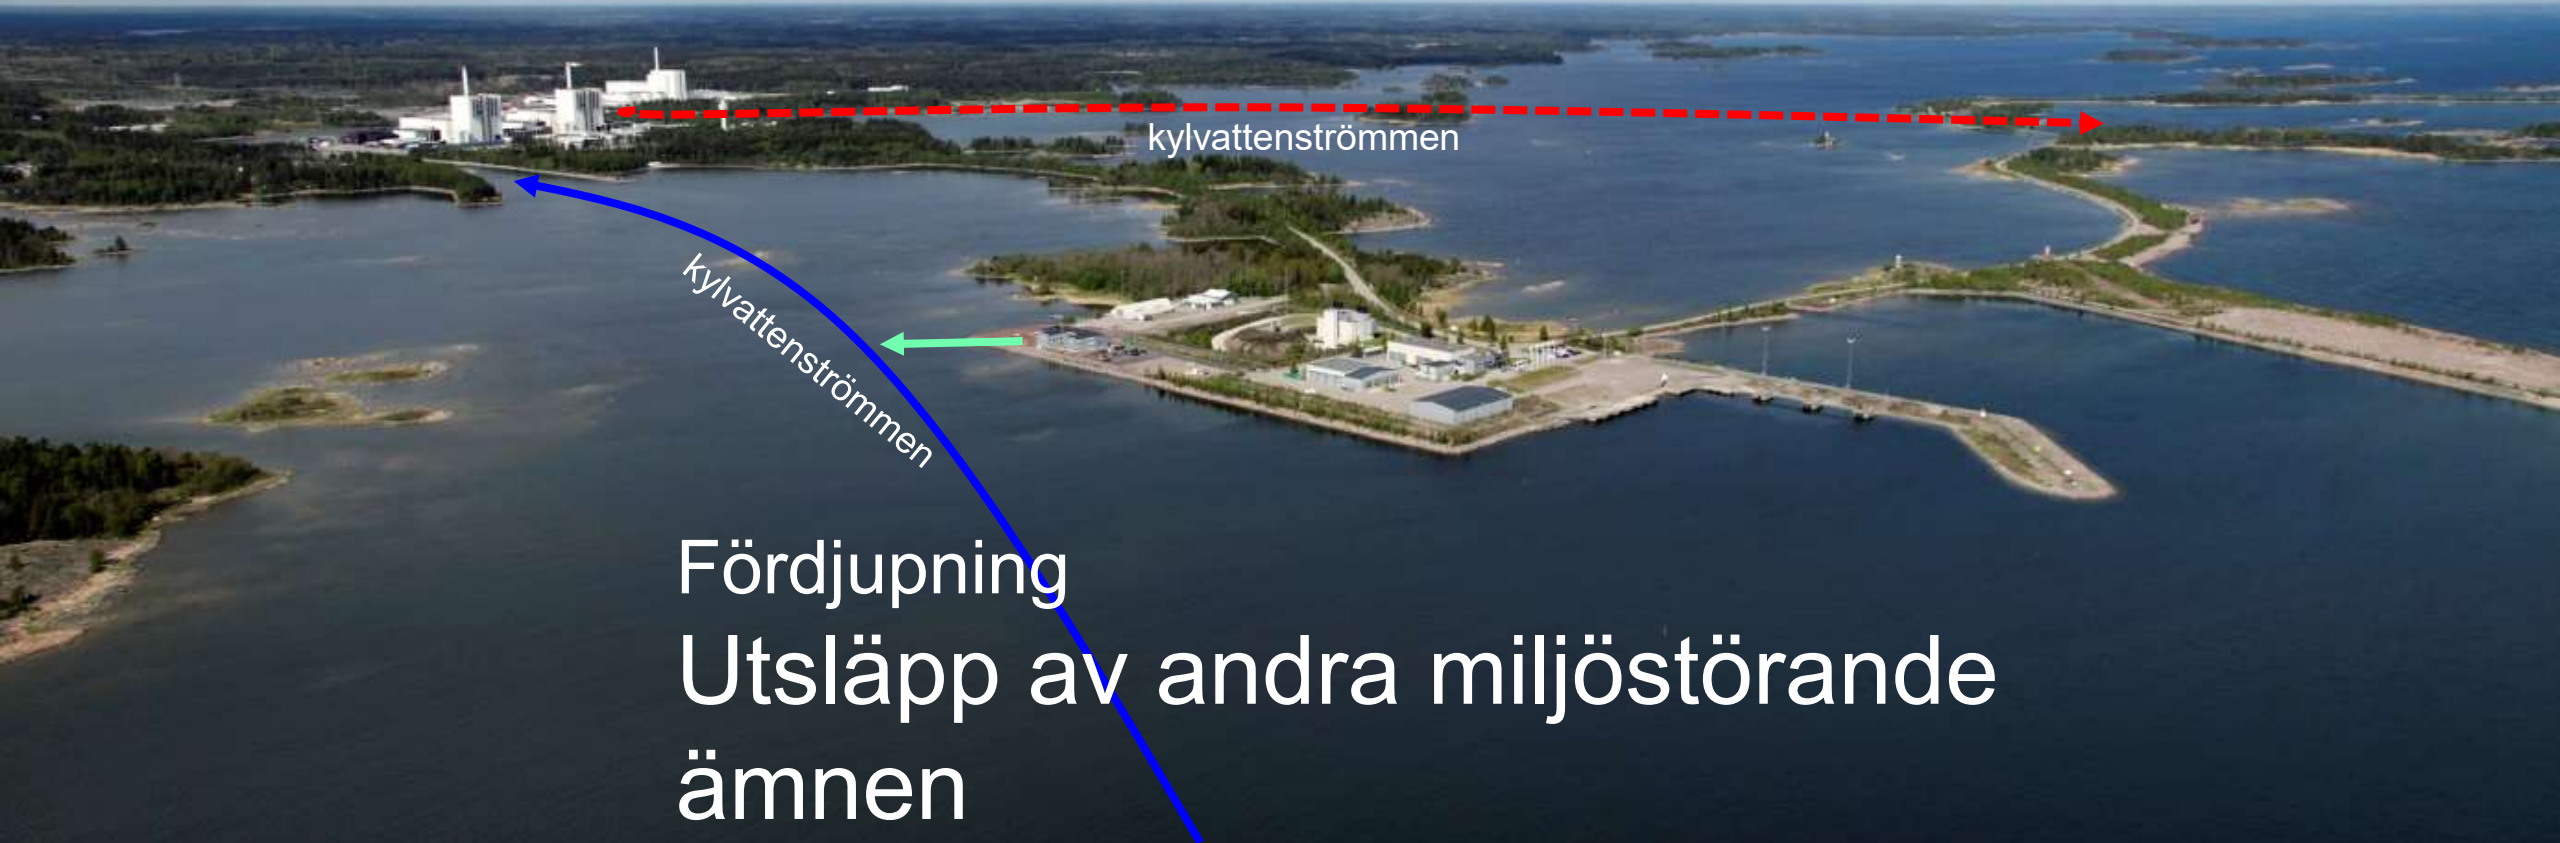 kylvattenströmmen
kylvattenströmmen
Fördjupning
Utsläpp av andra miljöstörande
ämnen